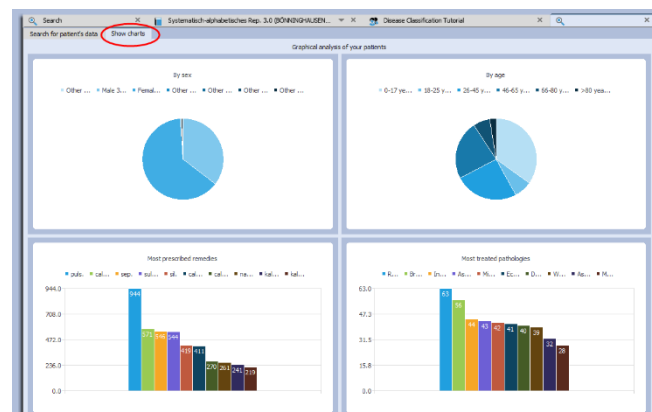 Search
Systematisch-alphabetisches Rep. 3.0 (BÖNNINGHAUSEN...
Disease Classification Tutorial
Search for patient's data
Show charts
Graphical analysis of your patients
By sex
Other ... Male 3... Femal... Other ... Other ... Other ... Other ...
By age
0-17 ye... 18-25 y... 26-45 y... 46-65 y... 66-80 y... >80 yea...
Most prescribed remedies
puls. cal... sep. sul... sil. cal... cal... na... kal... kal...
944.0
708.0
472.0
236.0
0.0
944
571
546
544
419
411
270
261
241
219
Most treated pathologies
R... Br... In... As... Mi... Ec... D... W... As... M...
63.0
47.3
31.5
15.8
0.0
63
56
44
43
42
41
40
39
32
28